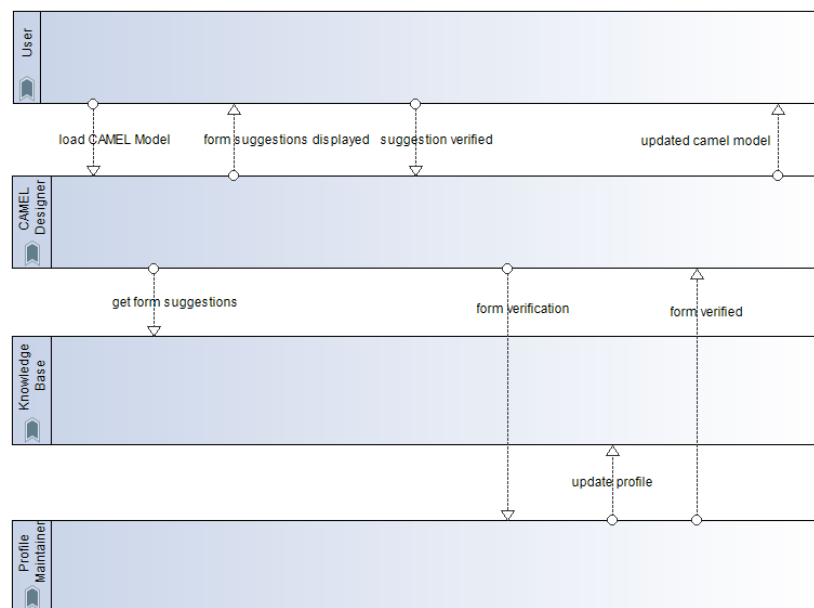 User
load CAMEL Model
form suggestions displayed
suggestion verified
updated camel model
CAMEL
Designer
get form suggestions
form verification
form verified
Knowledge
Base
update profile
Profile
Maintainer